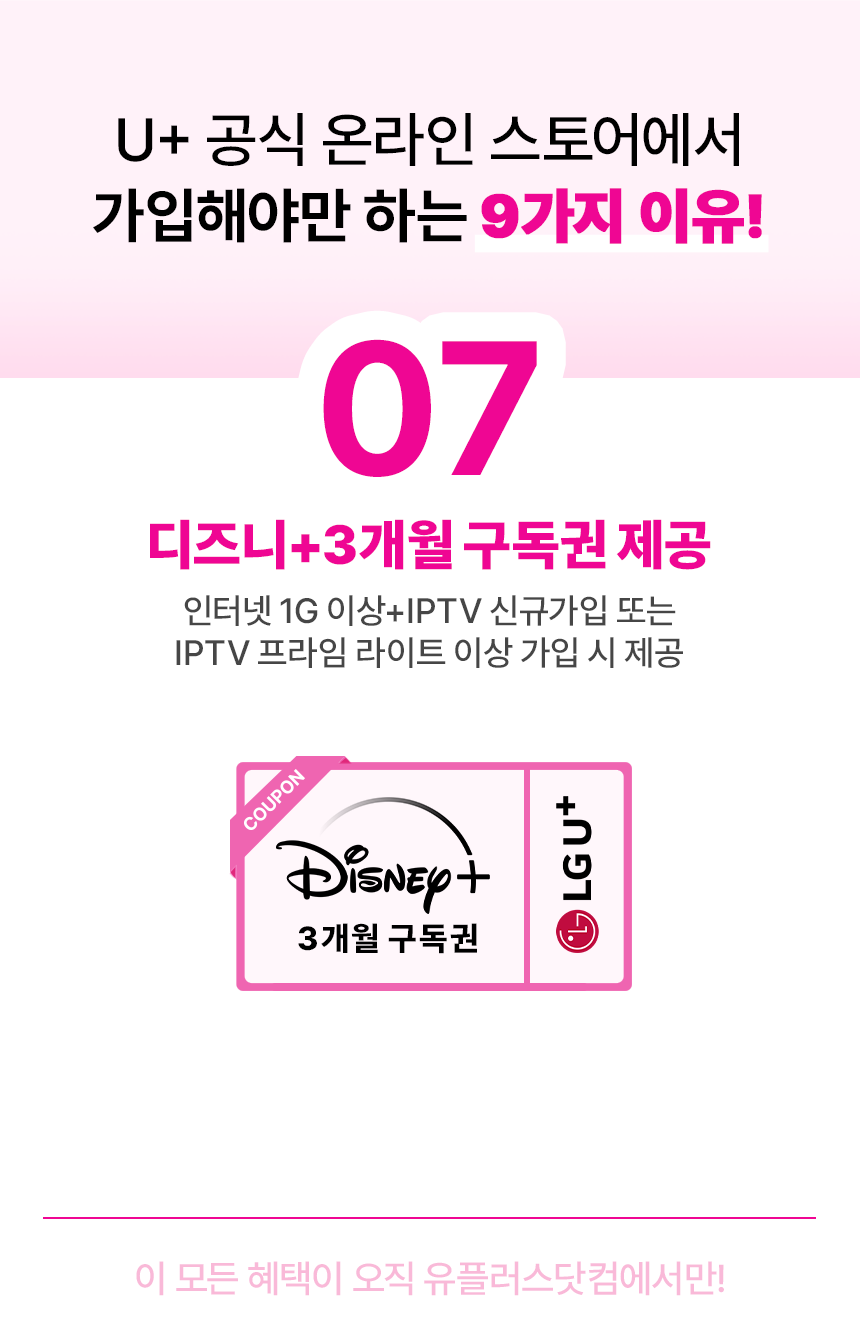 U+ 공식 온라인 스토어에서
가입해야만 하는 9가지 이유!
07
디즈니+3개월 구독권 제공
인터넷 1G 이상+IPTV 신규가입 또는
IPTV 프라임 라이트 이상 가입 시 제공
COUPON
Disney+
3개월 구독권
LG U+
이 모든 혜택이 오직 유플러스닷컴에서만!